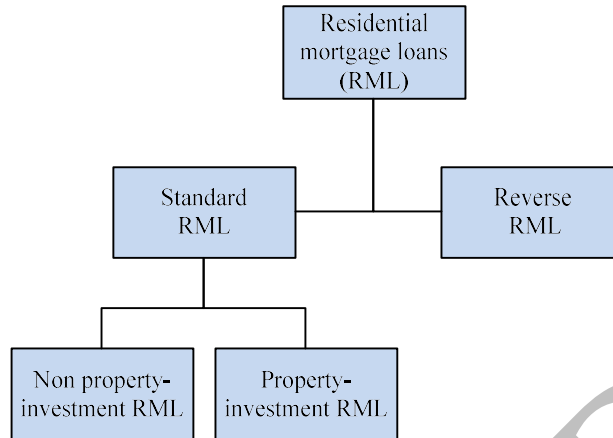 Residential
mortgage loans
(RML)
Standard
RML
Reverse
RML
Non property-
investment RML
Property-
investment RML